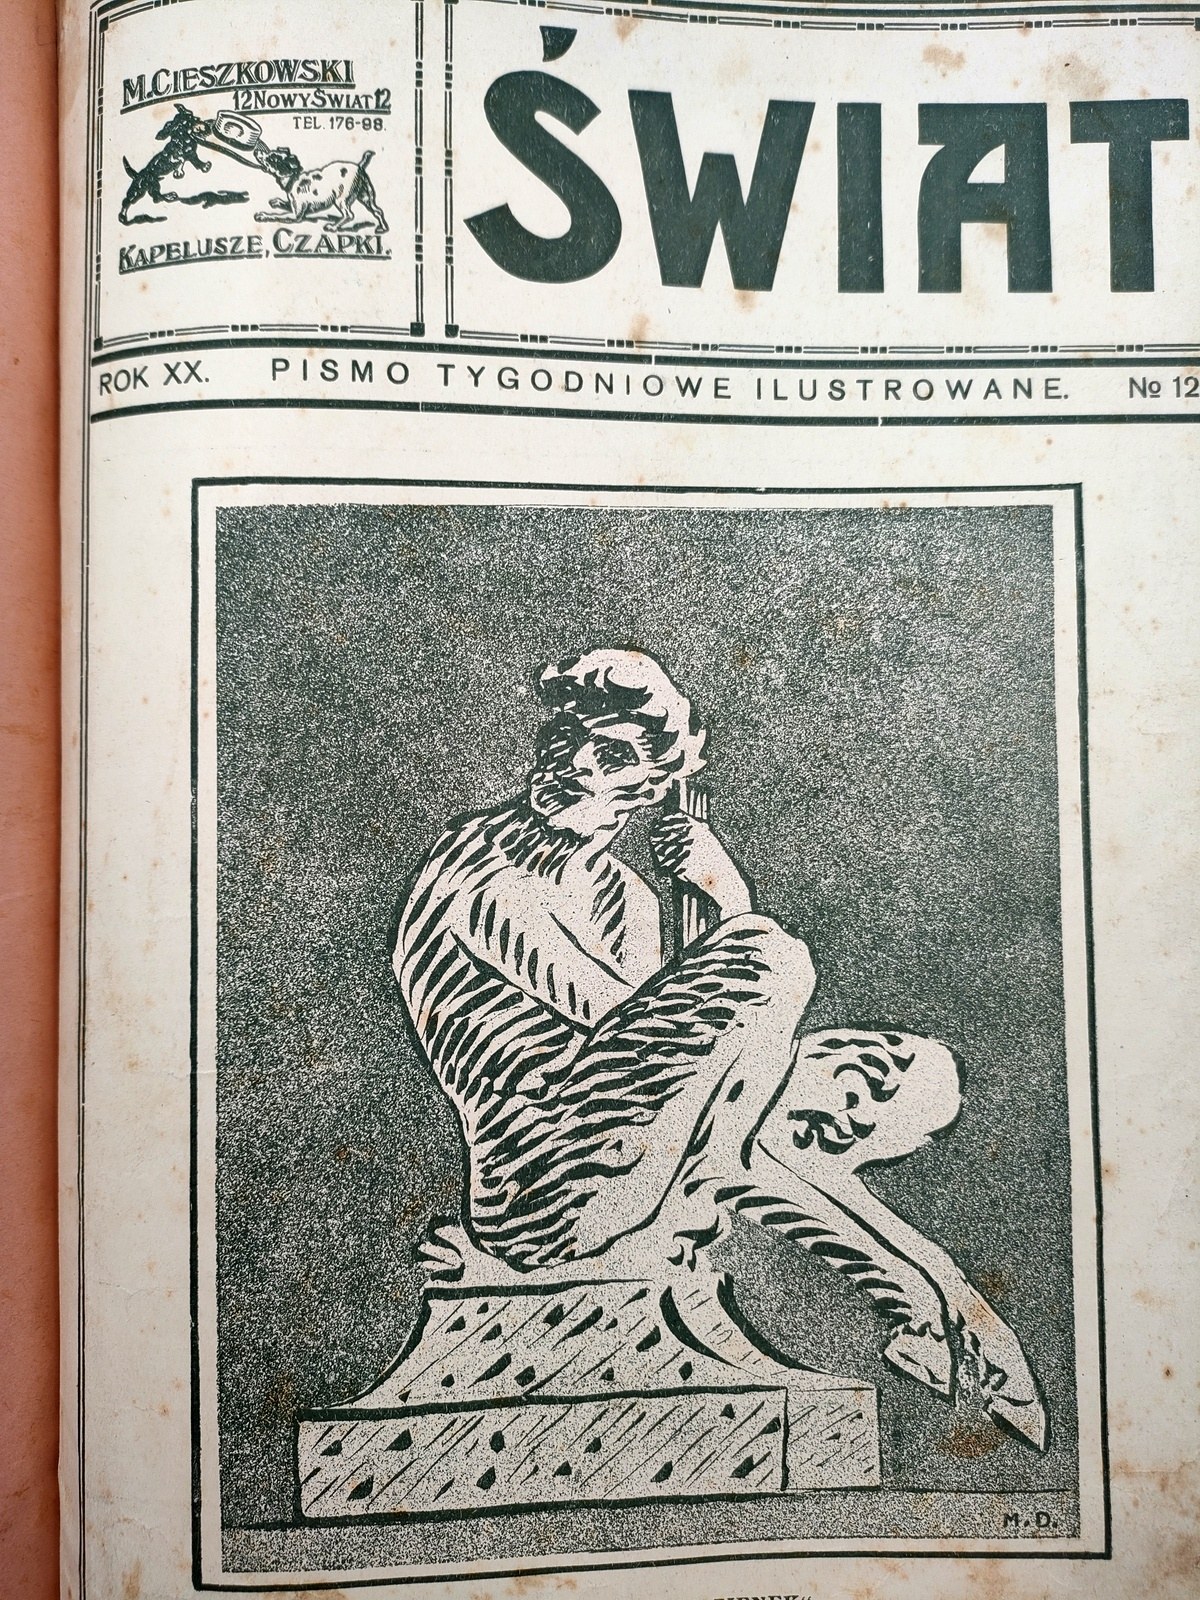 M. CIESZKOWSKI
12 NOWY ŚWIAT 12
TEL. 176-98.
KAPELUSZE, CZAPKI.
ŚWIAT
ROK XX. PISMO TYGODNIOWE ILUSTROWANE. № 12
M.D.